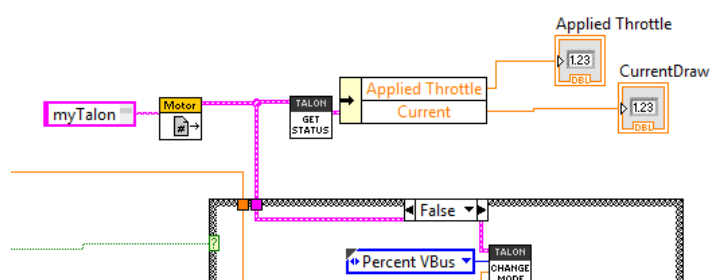 Applied Throttle
1.23
DBL
CurrentDraw
1.23
DBL
myTalon
Motor
#
TALON
GET
STATUS
Applied Throttle
Current
False
?
Percent VBus
TALON
CHANGE
MODE